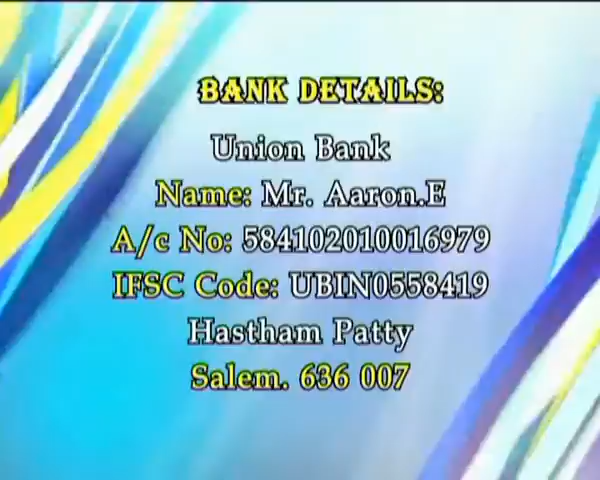 BANK DETAILS:
Union Bank
Name: Mr. Aaron.E
A/c No: 584102010016979
IFSC Code: UBIN0558419
Hastham Patty
Salem. 636 007